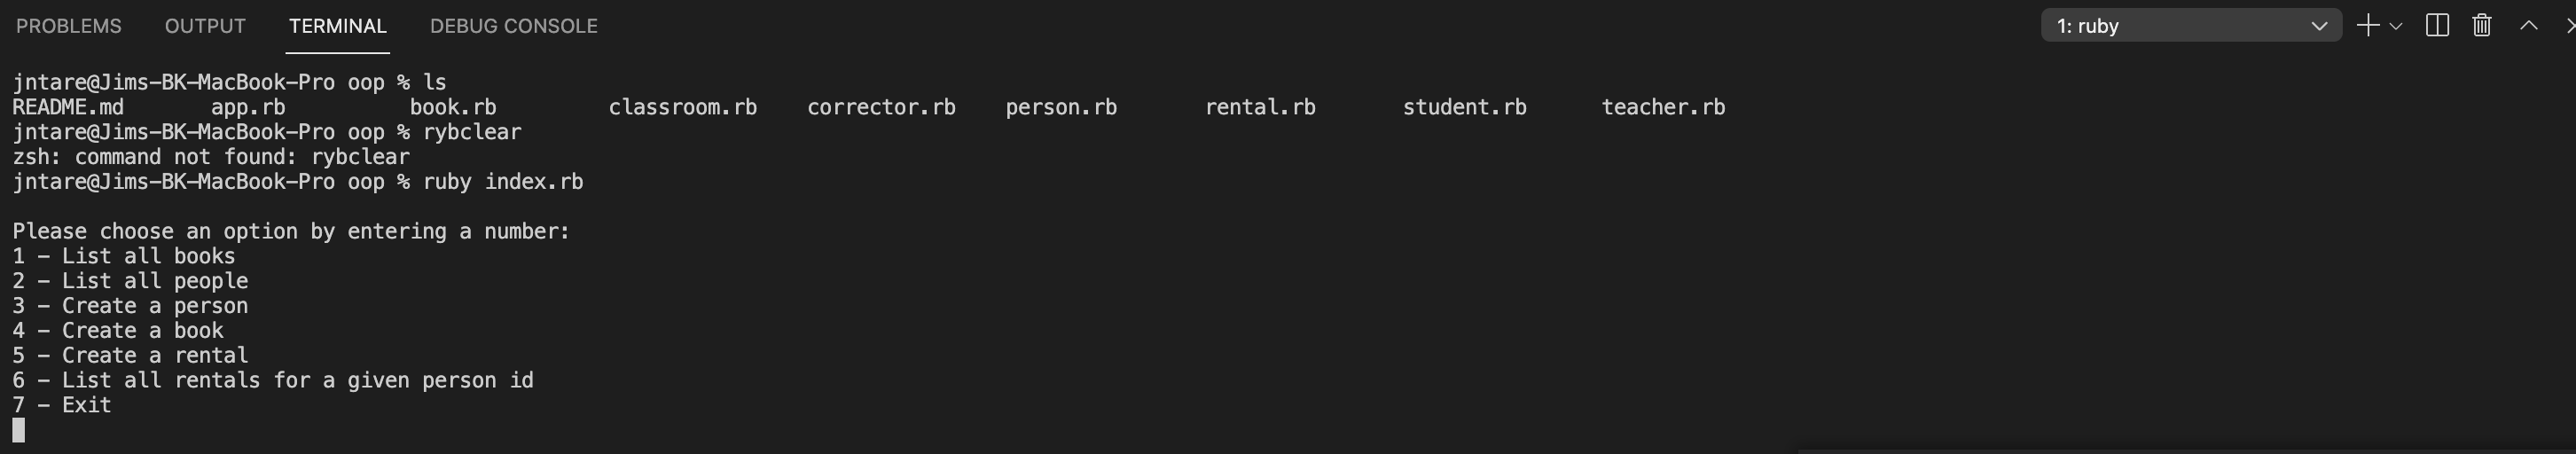 PROBLEMS OUTPUT TERMINAL DEBUG CONSOLE 1: ruby
jntare@Jims-BK-MacBook-Pro oop % ls
README.md app.rb book.rb classroom.rb corrector.rb person.rb rental.rb student.rb teacher.rb
jntare@Jims-BK-MacBook-Pro oop % rybclear
zsh: command not found: rybclear
jntare@Jims-BK-MacBook-Pro oop % ruby index.rb
Please choose an option by entering a number:
1 - List all books
2 - List all people
3 - Create a person
4 - Create a book
5 - Create a rental
6 - List all rentals for a given person id
7 - Exit